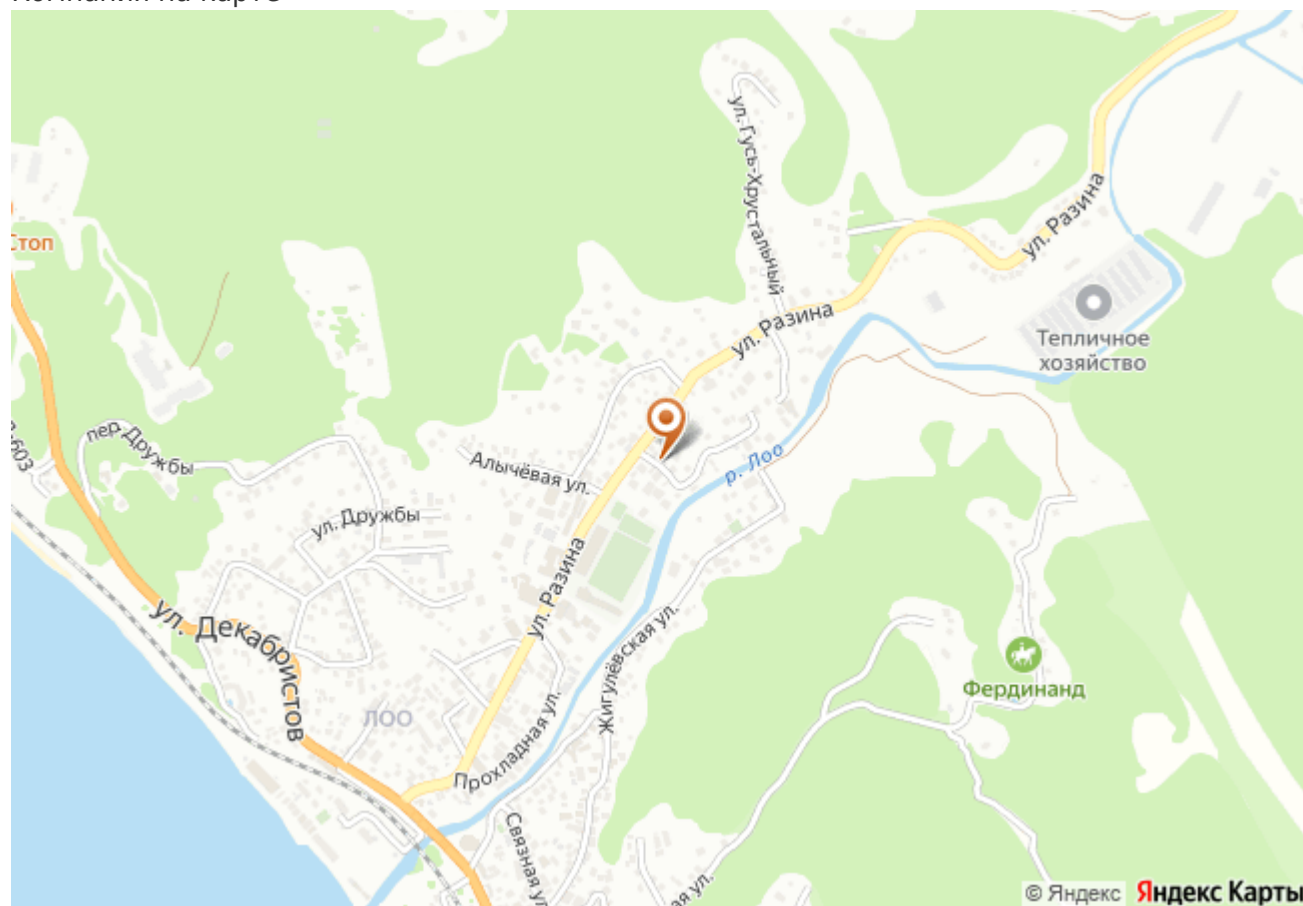 ул. Гусь-Хрустальный
ул. Разина
Стоп
ул. Разина
Тепличное
хозяйство
пер. Дружбы
Алычёвая ул.
р. Лоо
ул. Дружбы
ул. Разина
ул. Декабристов
Жигулёвская ул.
Фердинанд
ЛОО
Прохладная ул.
Связная ул.
© Яндекс Яндекс Карты